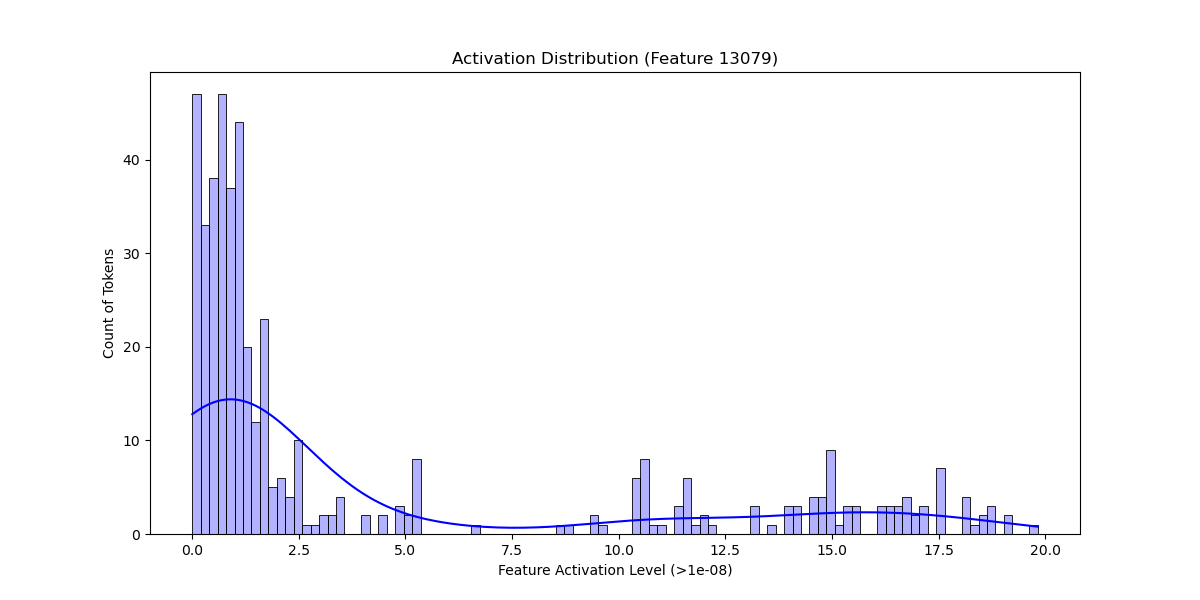 Activation Distribution (Feature 13079)
Count of Tokens
40
30
20
10
0
0.0 2.5 5.0 7.5 10.0 12.5 15.0 17.5 20.0
Feature Activation Level (>1e-08)